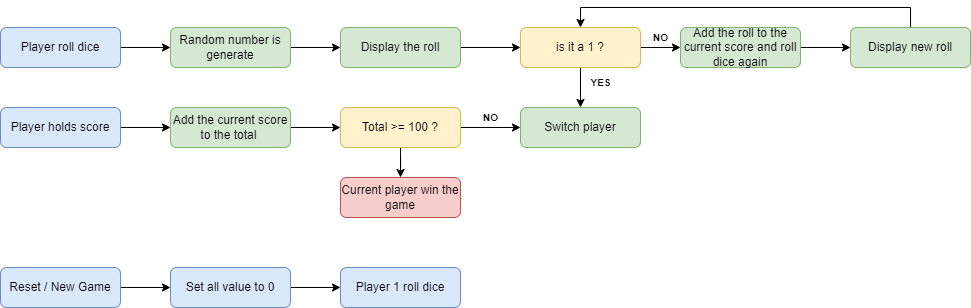 Player roll dice
Random number is
generate
Display the roll
is it a 1 ?
NO
Add the roll to the
current score and roll
dice again
Display new roll
YES
Player holds score
Add the current score
to the total
Total >= 100 ?
NO
Switch player
Current player win the
game
Reset / New Game
Set all value to 0
Player 1 roll dice